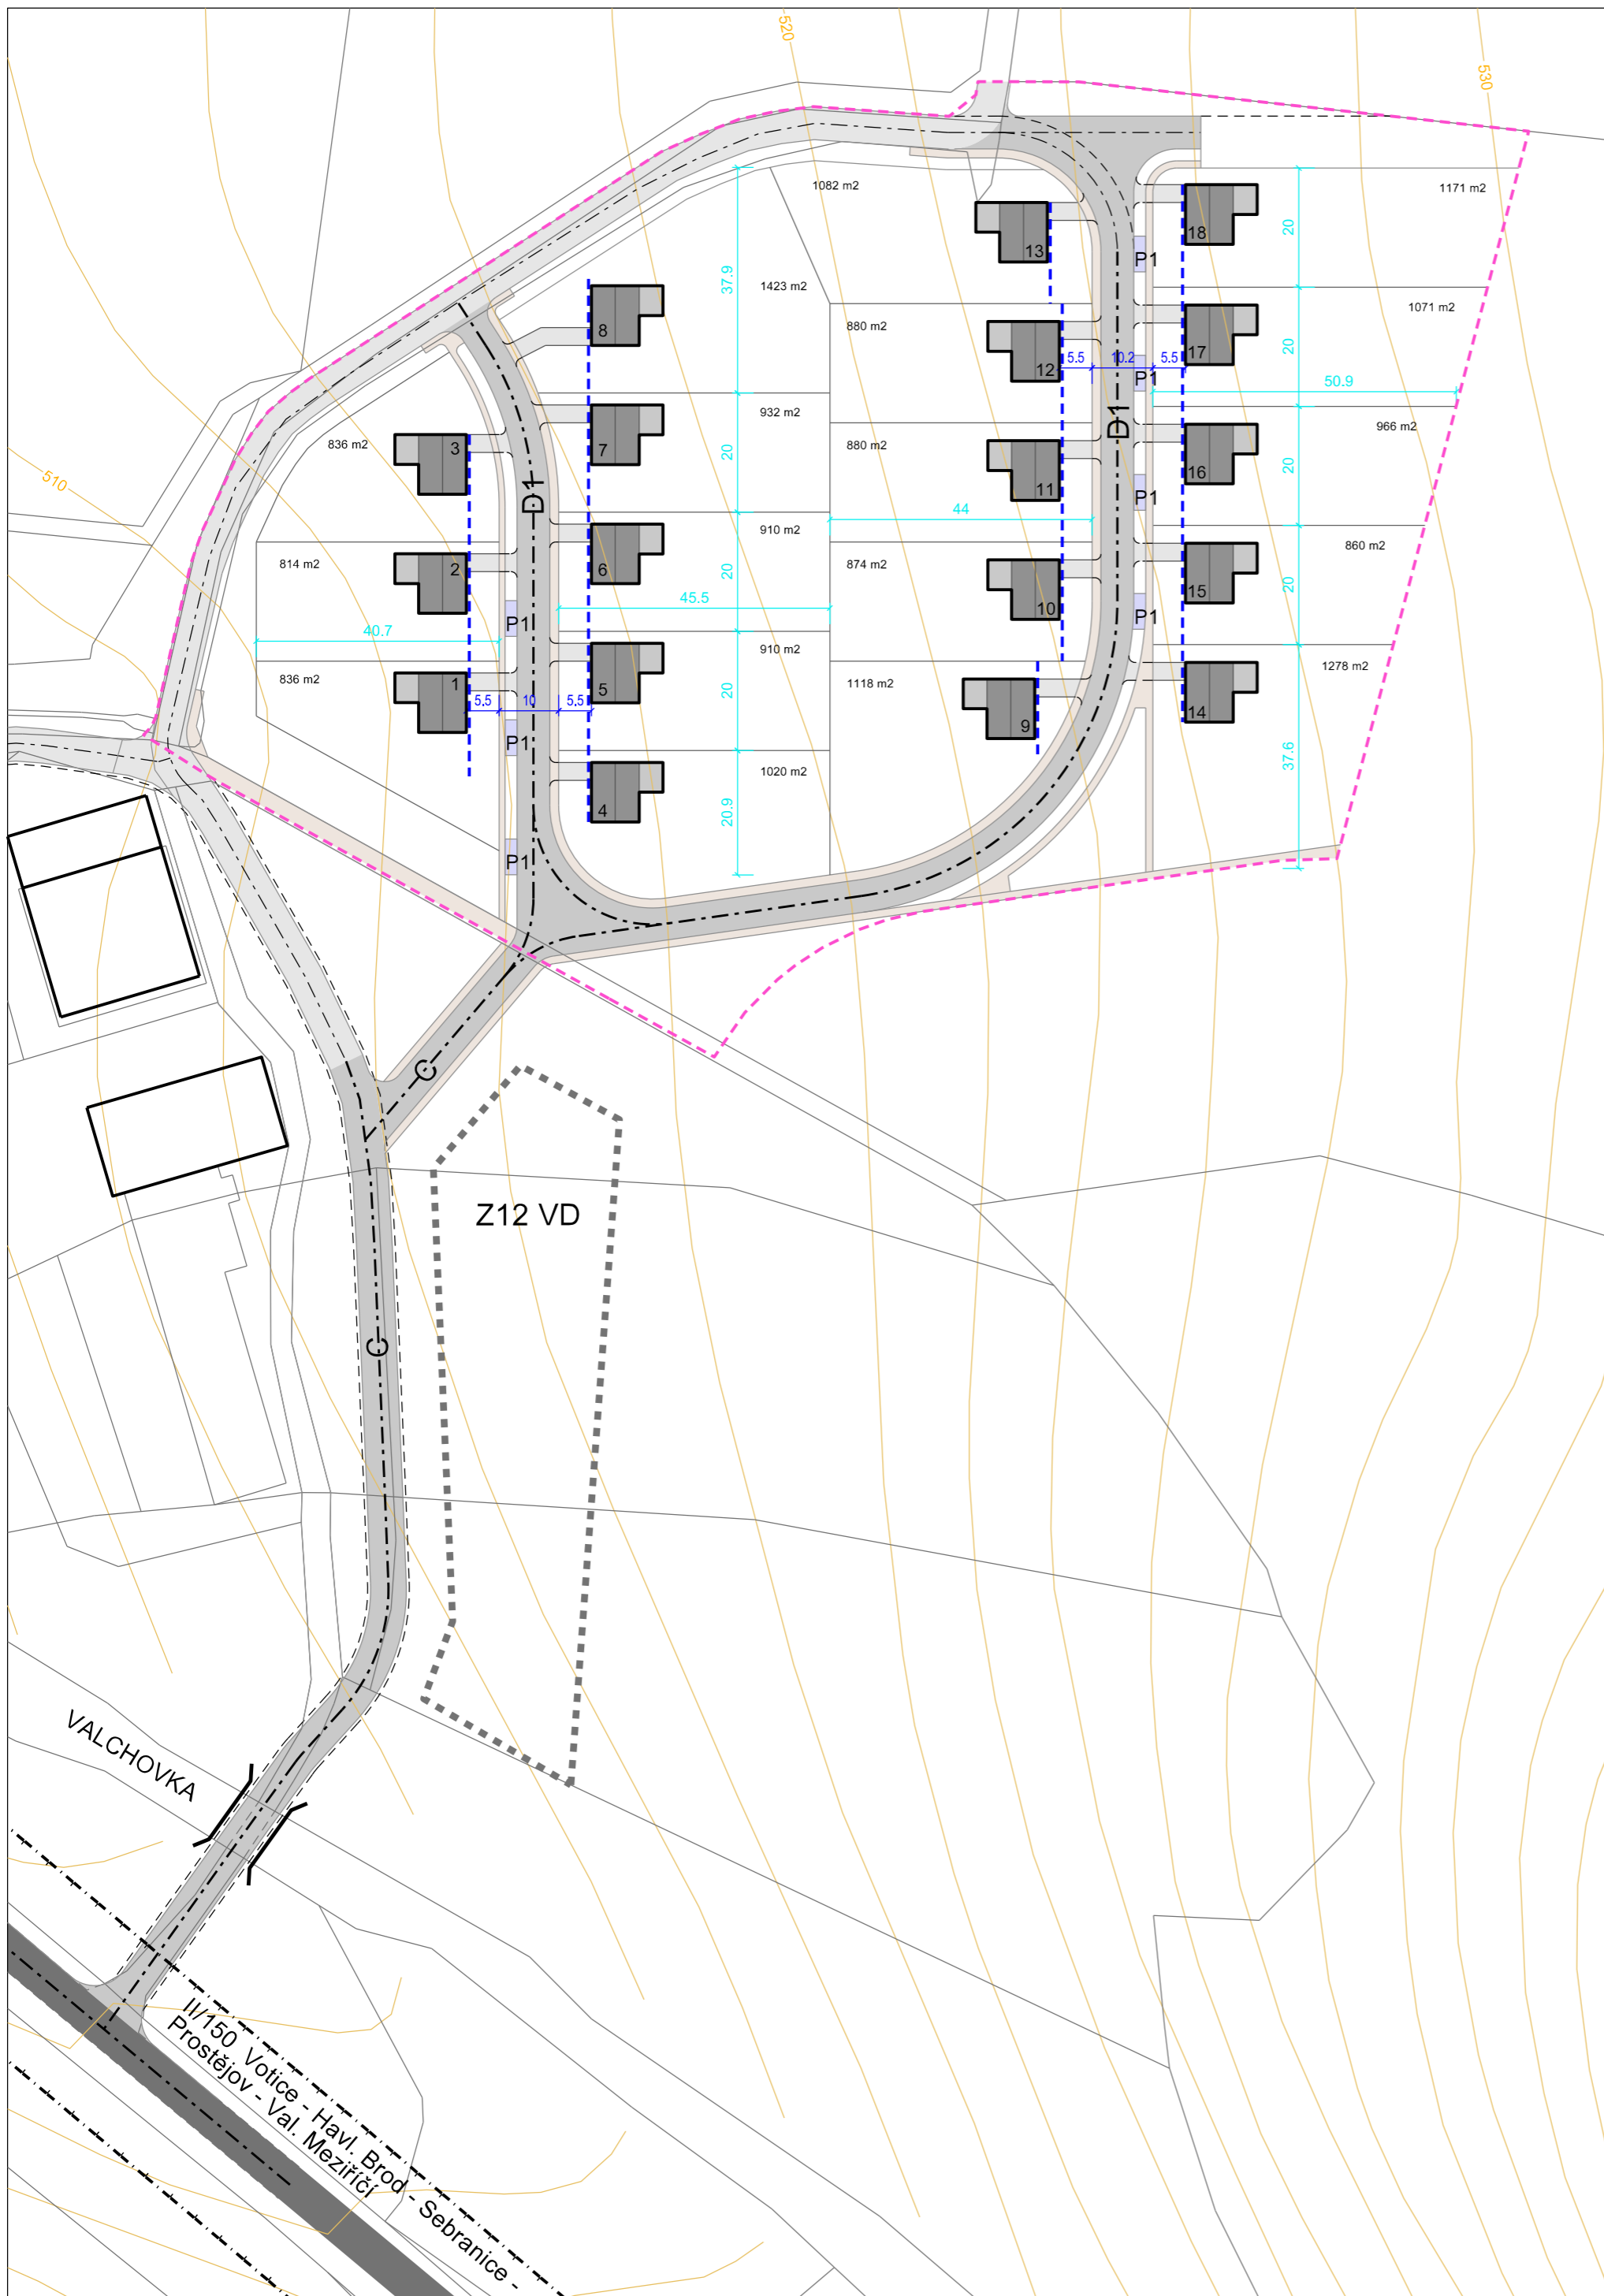 520
530
1082 m2
1171 m2
13
18
20
P1
37.9
1423 m2
8
880 m2
12
17
1071 m2
20
5.5
10.2
5.5
P1
50.9
932 m2
7
D1
966 m2
836 m2
3
880 m2
20
11
16
20
510
D1
P1
44
910 m2
814 m2
2
6
874 m2
10
15
860 m2
20
20
45.5
P1
P1
40.7
910 m2
1118 m2
1278 m2
836 m2
1
5
20
9
14
5.5
10
5.5
P1
37.6
1020 m2
4
20.9
P1
C
Z12 VD
C
VALCHOVKA
II/150 Votice - Havl. Brod - Sebranice -
Prostějov - Val. Meziříčí